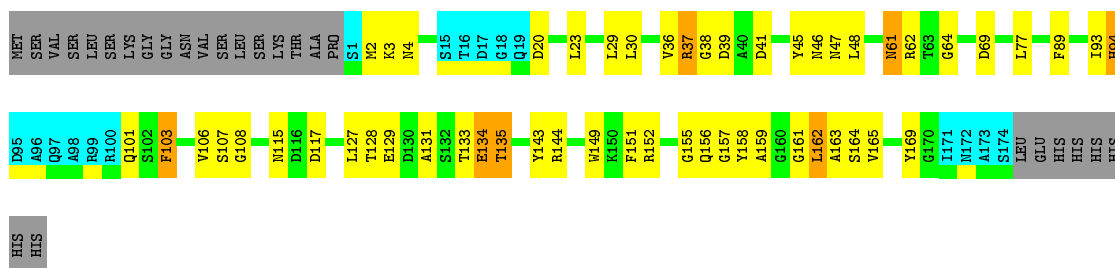 MET SER VAL SER LEU SER LYS GLY GLY ASN VAL SER LEU SER LYS THR ALA PRO S1 M2 K3 N4 S15 T16 D17 G18 Q19 D20 L23 L29 L30 V36 R37 G38 D39 A40 D41 Y45 N46 N47 L48 N61 R62 T63 G64 D69 L77 F89 I93 H94
D95 A96 Q97 A98 R99 R100 Q101 S102 F103 V106 S107 G108 N115 D116 D117 L127 T128 E129 D130 A131 S132 T133 E134 T135 Y143 R144 W149 K150 F151 R152 G155 Q156 G157 Y158 A159 G160 G161 L162 A163 S164 V165 Y169 G170 I171 N172 A173 S174 LEU GLU HIS HIS HIS HIS
HIS HIS